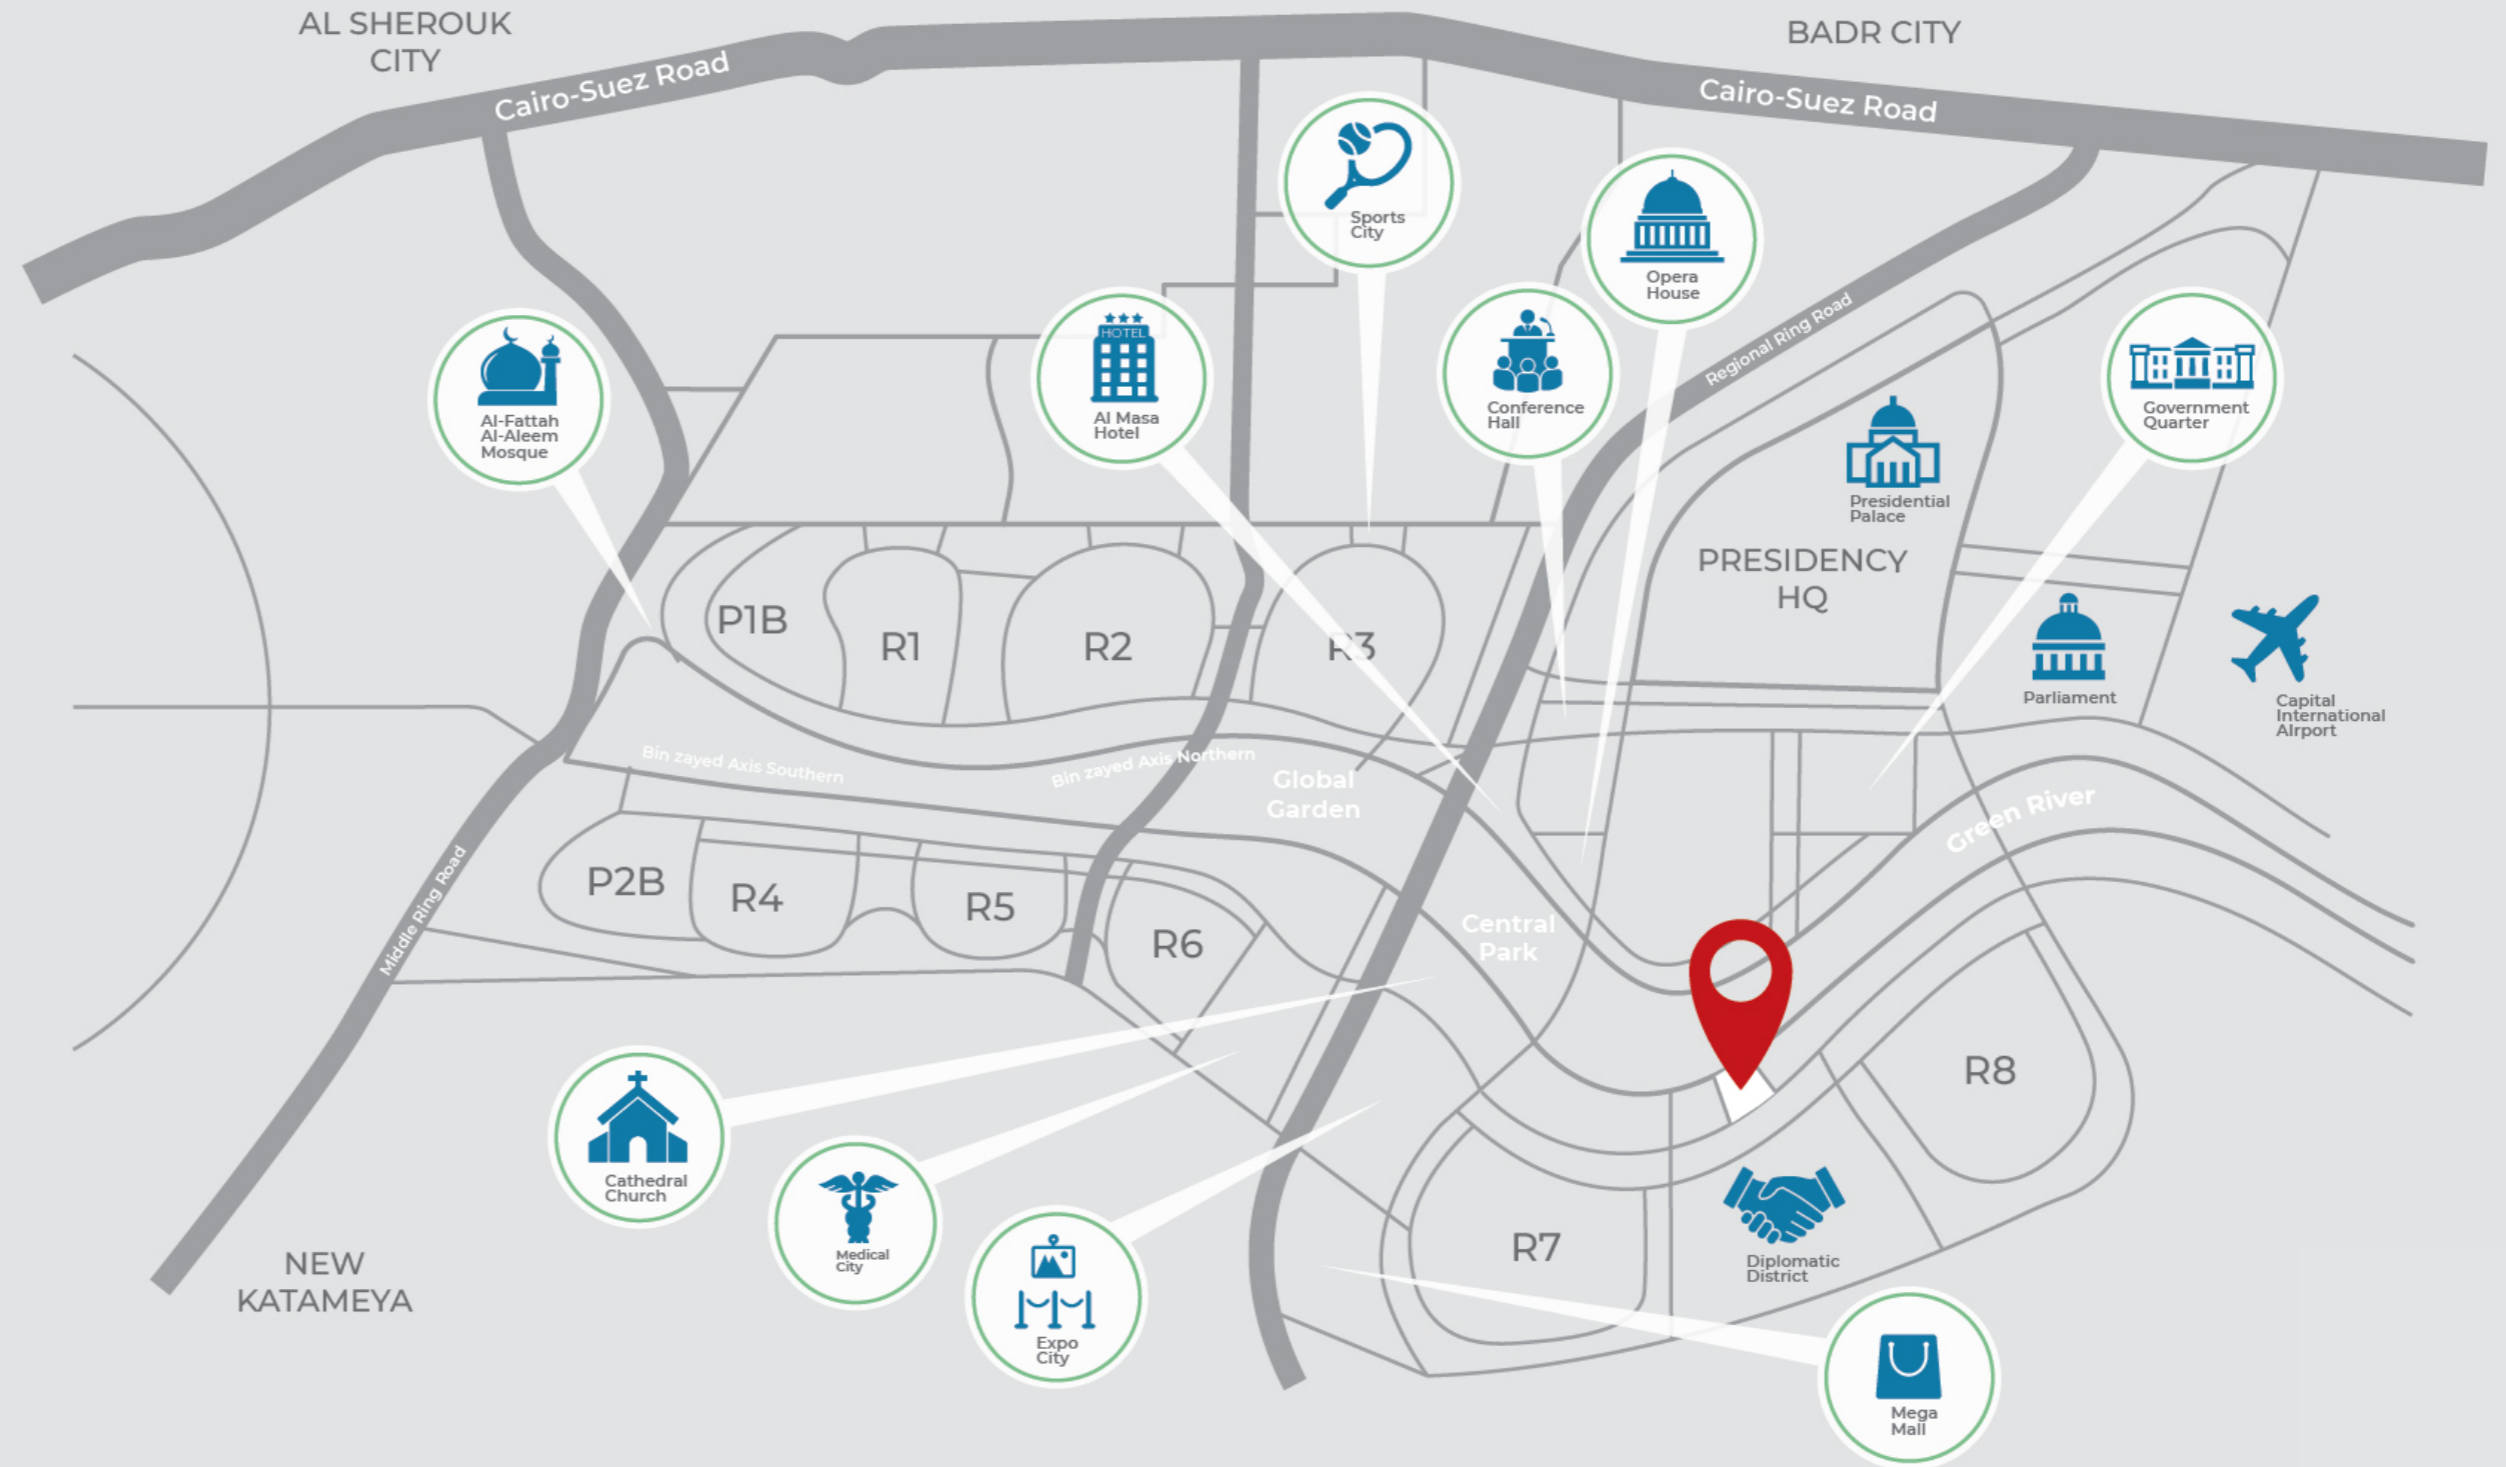 AL SHEROUK
CITY
BADR CITY
Cairo-Suez Road
Cairo-Suez Road
Sports
City
Opera
House
HOTEL
Al Masa
Hotel
Conference
Hall
Regional Ring Road
Government
Quarter
Al-Fattah
Al-Aleem
Mosque
Presidential
Palace
PRESIDENCY
HQ
P1B
R1
R2
R3
Parliament
Capital
International
AIrport
Bin zayed Axis Southern
Bin zayed Axis Northern
Global
Garden
Green River
Middle Ring Road
P2B
R4
R5
R6
Central
Park
R8
Cathedral
Church
Medical
City
Expo
City
R7
Diplomatic
District
NEW
KATAMEYA
Mega
Mall